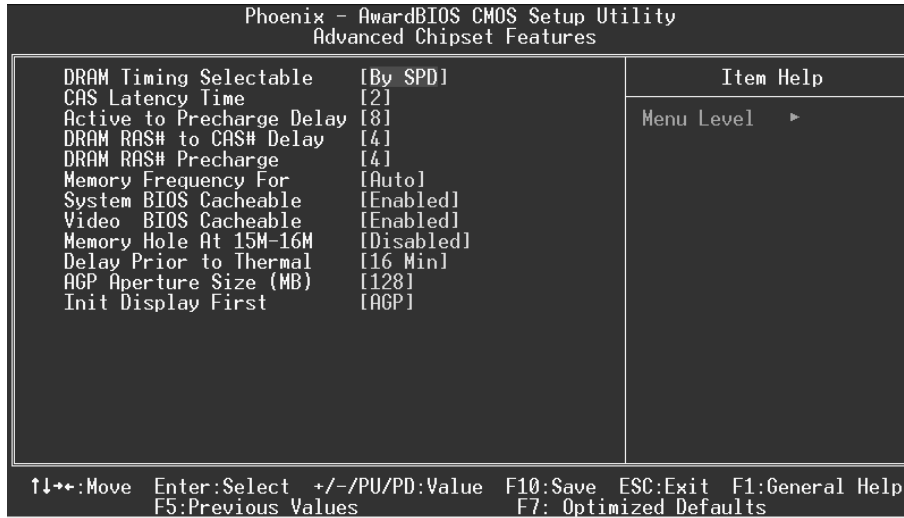 Phoenix - AwardBIOS CMOS Setup Utility
Advanced Chipset Features
DRAM Timing Selectable [By SPD]
CAS Latency Time [2]
Active to Precharge Delay [8]
DRAM RAS# to CAS# Delay [4]
DRAM RAS# Precharge [4]
Memory Frequency For [Auto]
System BIOS Cacheable [Enabled]
Video BIOS Cacheable [Enabled]
Memory Hole At 15M-16M [Disabled]
Delay Prior to Thermal [16 Min]
AGP Aperture Size (MB) [128]
Init Display First [AGP]
Item Help
Menu Level ►
↑↓→←:Move Enter:Select +/-/PU/PD:Value F10:Save ESC:Exit F1:General Help
F5:Previous Values F7: Optimized Defaults